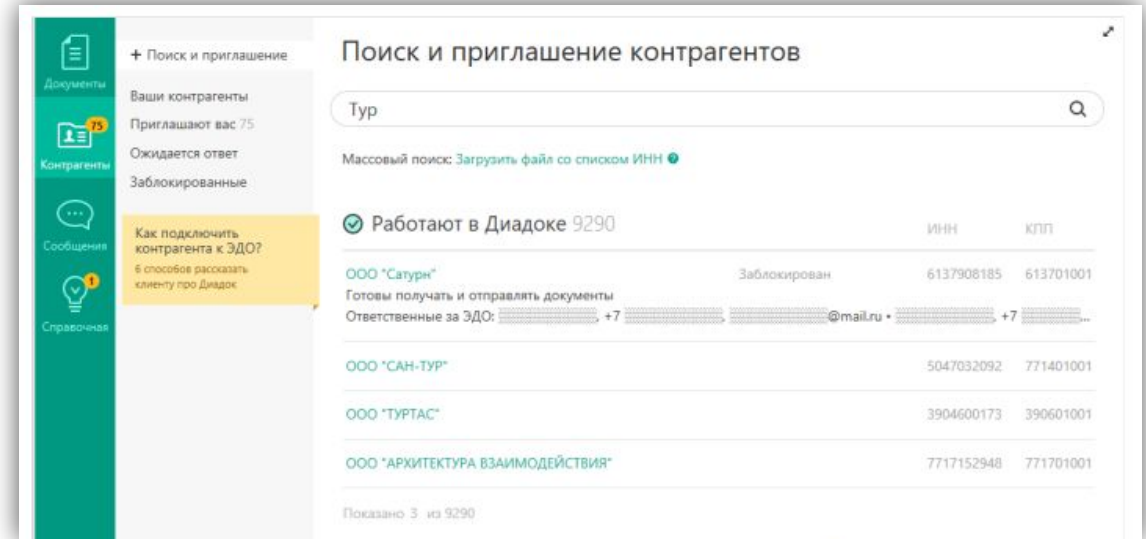 Документы
75
Контрагенты
Сообщения
1
Справочная
+ Поиск и приглашение
Ваши контрагенты
Приглашают вас 75
Ожидается ответ
Заблокированные
Как подключить
контрагента к ЭДО?
6 способов рассказать
клиенту про Диадок
Поиск и приглашение контрагентов
Тур
Массовый поиск: Загрузить файл со списком ИНН ?
Работают в Диадоке 9290 ИНН КПП
ООО "Сатурн" Заблокирован 6137908185 613701001
Готовы получать и отправлять документы
Ответственные за ЭДО: , +7 , @mail.ru • , +7 ...
ООО "САН-ТУР" 5047032092 771401001
ООО "ТУРТАС" 3904600173 390601001
ООО "АРХИТЕКТУРА ВЗАИМОДЕЙСТВИЯ" 7717152948 771701001
Показано 3 из 9290